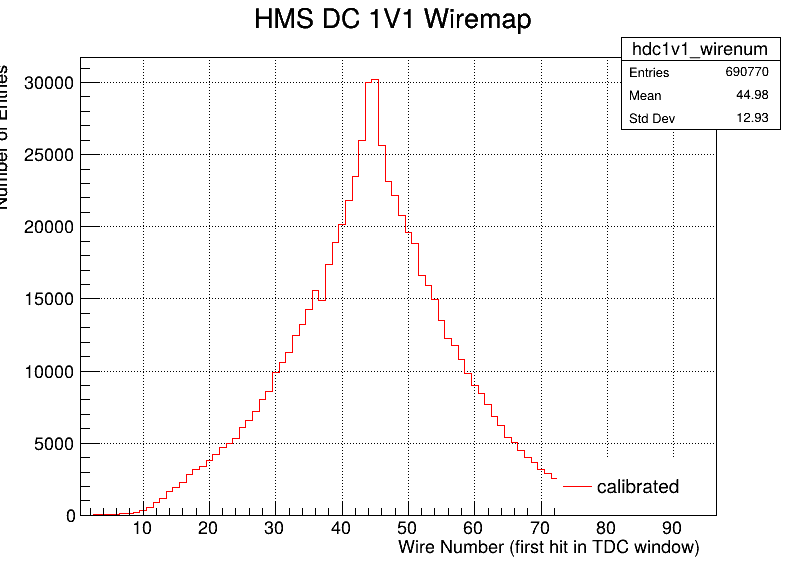 HMS DC 1V1 Wiremap
hdc1v1_wirenum
Entries 690770
Mean 44.98
Std Dev 12.93
Number of Entries
30000
25000
20000
15000
10000
5000
0
calibrated
10 20 30 40 50 60 70 80 90
Wire Number (first hit in TDC window)